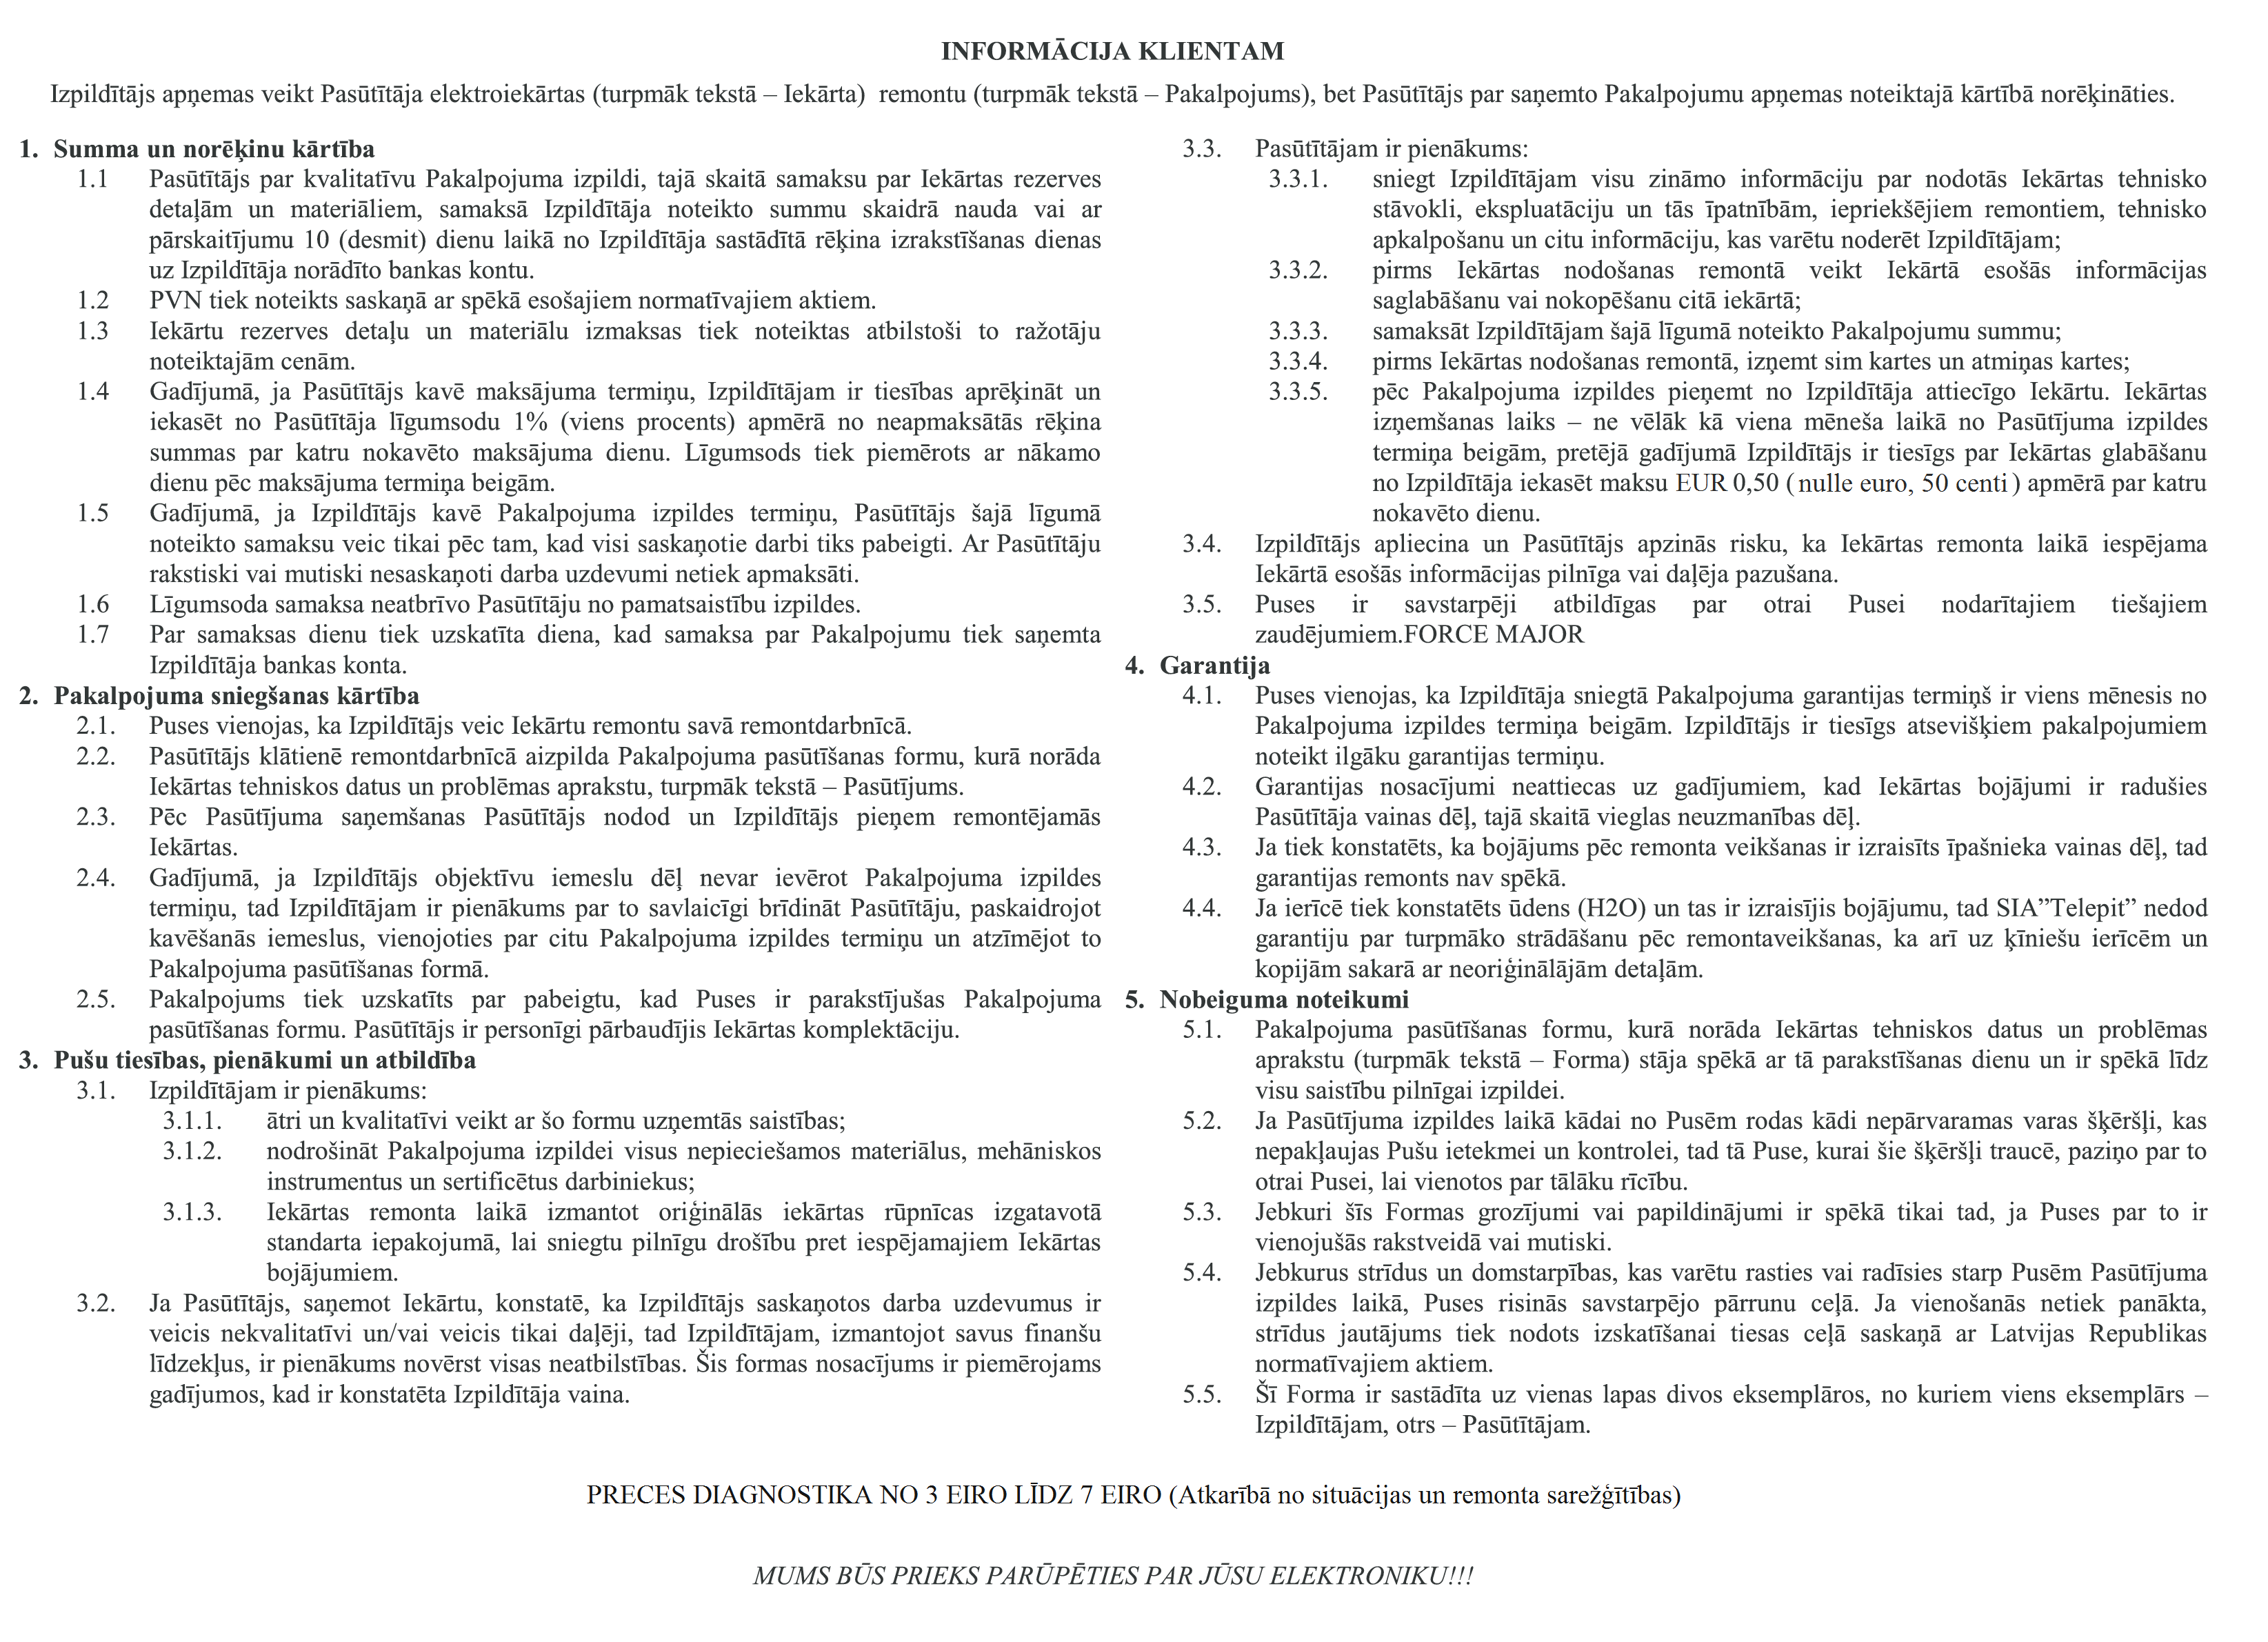 INFORMĀCIJA KLIENTAM
Izpildītājs apņemas veikt Pasūtītāja elektroiekārtas (turpmāk tekstā – Iekārta) remontu (turpmāk tekstā – Pakalpojums), bet Pasūtītājs par saņemto Pakalpojumu apņemas noteiktajā kārtībā norēķināties.
1. Summa un norēķinu kārtība
1.1 Pasūtītājs par kvalitatīvu Pakalpojuma izpildi, tajā skaitā samaksu par Iekārtas rezerves
detaļām un materiāliem, samaksā Izpildītāja noteikto summu skaidrā nauda vai ar
pārskaitījumu 10 (desmit) dienu laikā no Izpildītāja sastādītā rēķina izrakstīšanas dienas
uz Izpildītāja norādīto bankas kontu.
1.2 PVN tiek noteikts saskaņā ar spēkā esošajiem normatīvajiem aktiem.
1.3 Iekārtu rezerves detaļu un materiālu izmaksas tiek noteiktas atbilstoši to ražotāju
noteiktajām cenām.
1.4 Gadījumā, ja Pasūtītājs kavē maksājuma termiņu, Izpildītājam ir tiesības aprēķināt un
iekasēt no Pasūtītāja līgumsodu 1% (viens procents) apmērā no neapmaksātās rēķina
summas par katru nokavēto maksājuma dienu. Līgumsods tiek piemērots ar nākamo
dienu pēc maksājuma termiņa beigām.
1.5 Gadījumā, ja Izpildītājs kavē Pakalpojuma izpildes termiņu, Pasūtītājs šajā līgumā
noteikto samaksu veic tikai pēc tam, kad visi saskaņotie darbi tiks pabeigti. Ar Pasūtītāju
rakstiski vai mutiski nesaskaņoti darba uzdevumi netiek apmaksāti.
1.6 Līgumsoda samaksa neatbrīvo Pasūtītāju no pamatsaistību izpildes.
1.7 Par samaksas dienu tiek uzskatīta diena, kad samaksa par Pakalpojumu tiek saņemta
Izpildītāja bankas konta.
2. Pakalpojuma sniegšanas kārtība
2.1. Puses vienojas, ka Izpildītājs veic Iekārtu remontu savā remontdarbnīcā.
2.2. Pasūtītājs klātienē remontdarbnīcā aizpilda Pakalpojuma pasūtīšanas formu, kurā norāda
Iekārtas tehniskos datus un problēmas aprakstu, turpmāk tekstā – Pasūtījums.
2.3. Pēc Pasūtījuma saņemšanas Pasūtītājs nodod un Izpildītājs pieņem remontējamās
Iekārtas.
2.4. Gadījumā, ja Izpildītājs objektīvu iemeslu dēļ nevar ievērot Pakalpojuma izpildes
termiņu, tad Izpildītājam ir pienākums par to savlaicīgi brīdināt Pasūtītāju, paskaidrojot
kavēšanās iemeslus, vienojoties par citu Pakalpojuma izpildes termiņu un atzīmējot to
Pakalpojuma pasūtīšanas formā.
2.5. Pakalpojums tiek uzskatīts par pabeigtu, kad Puses ir parakstījušas Pakalpojuma
pasūtīšanas formu. Pasūtītājs ir personīgi pārbaudījis Iekārtas komplektāciju.
3. Pušu tiesības, pienākumi un atbildība
3.1. Izpildītājam ir pienākums:
3.1.1. ātri un kvalitatīvi veikt ar šo formu uzņemtās saistības;
3.1.2. nodrošināt Pakalpojuma izpildei visus nepieciešamos materiālus, mehāniskos
instrumentus un sertificētus darbiniekus;
3.1.3. Iekārtas remonta laikā izmantot oriģinālās iekārtas rūpnīcas izgatavotā
standarta iepakojumā, lai sniegtu pilnīgu drošību pret iespējamajiem Iekārtas
bojājumiem.
3.2. Ja Pasūtītājs, saņemot Iekārtu, konstatē, ka Izpildītājs saskaņotos darba uzdevumus ir
veicis nekvalitatīvi un/vai veicis tikai daļēji, tad Izpildītājam, izmantojot savus finanšu
līdzekļus, ir pienākums novērst visas neatbilstības. Šis formas nosacījums ir piemērojams
gadījumos, kad ir konstatēta Izpildītāja vaina.
3.3. Pasūtītājam ir pienākums:
3.3.1. sniegt Izpildītājam visu zināmo informāciju par nodotās Iekārtas tehnisko
stāvokli, ekspluatāciju un tās īpatnībām, iepriekšējiem remontiem, tehnisko
apkalpošanu un citu informāciju, kas varētu noderēt Izpildītājam;
3.3.2. pirms Iekārtas nodošanas remontā veikt Iekārtā esošās informācijas
saglabāšanu vai nokopēšanu citā iekārtā;
3.3.3. samaksāt Izpildītājam šajā līgumā noteikto Pakalpojumu summu;
3.3.4. pirms Iekārtas nodošanas remontā, izņemt sim kartes un atmiņas kartes;
3.3.5. pēc Pakalpojuma izpildes pieņemt no Izpildītāja attiecīgo Iekārtu. Iekārtas
izņemšanas laiks – ne vēlāk kā viena mēneša laikā no Pasūtījuma izpildes
termiņa beigām, pretējā gadījumā Izpildītājs ir tiesīgs par Iekārtas glabāšanu
no Izpildītāja iekasēt maksu EUR 0,50 ( nulle euro, 50 centi ) apmērā par katru
nokavēto dienu.
3.4. Izpildītājs apliecina un Pasūtītājs apzinās risku, ka Iekārtas remonta laikā iespējama
Iekārtā esošās informācijas pilnīga vai daļēja pazušana.
3.5. Puses ir savstarpēji atbildīgas par otrai Pusei nodarītajiem tiešajiem
zaudējumiem.FORCE MAJOR
4. Garantija
4.1. Puses vienojas, ka Izpildītāja sniegtā Pakalpojuma garantijas termiņš ir viens mēnesis no
Pakalpojuma izpildes termiņa beigām. Izpildītājs ir tiesīgs atsevišķiem pakalpojumiem
noteikt ilgāku garantijas termiņu.
4.2. Garantijas nosacījumi neattiecas uz gadījumiem, kad Iekārtas bojājumi ir radušies
Pasūtītāja vainas dēļ, tajā skaitā vieglas neuzmanības dēļ.
4.3. Ja tiek konstatēts, ka bojājums pēc remonta veikšanas ir izraisīts īpašnieka vainas dēļ, tad
garantijas remonts nav spēkā.
4.4. Ja ierīcē tiek konstatēts ūdens (H2O) un tas ir izraisījis bojājumu, tad SIA”Telepit” nedod
garantiju par turpmāko strādāšanu pēc remontaveikšanas, ka arī uz ķīniešu ierīcēm un
kopijām sakarā ar neoriģinālājām detaļām.
5. Nobeiguma noteikumi
5.1. Pakalpojuma pasūtīšanas formu, kurā norāda Iekārtas tehniskos datus un problēmas
aprakstu (turpmāk tekstā – Forma) stāja spēkā ar tā parakstīšanas dienu un ir spēkā līdz
visu saistību pilnīgai izpildei.
5.2. Ja Pasūtījuma izpildes laikā kādai no Pusēm rodas kādi nepārvaramas varas šķēršļi, kas
nepakļaujas Pušu ietekmei un kontrolei, tad tā Puse, kurai šie šķēršļi traucē, paziņo par to
otrai Pusei, lai vienotos par tālāku rīcību.
5.3. Jebkuri šīs Formas grozījumi vai papildinājumi ir spēkā tikai tad, ja Puses par to ir
vienojušās rakstveidā vai mutiski.
5.4. Jebkurus strīdus un domstarpības, kas varētu rasties vai radīsies starp Pusēm Pasūtījuma
izpildes laikā, Puses risinās savstarpējo pārrunu ceļā. Ja vienošanās netiek panākta,
strīdus jautājums tiek nodots izskatīšanai tiesas ceļā saskaņā ar Latvijas Republikas
normatīvajiem aktiem.
5.5. Šī Forma ir sastādīta uz vienas lapas divos eksemplāros, no kuriem viens eksemplārs –
Izpildītājam, otrs – Pasūtītājam.
PRECES DIAGNOSTIKA NO 3 EIRO LĪDZ 7 EIRO (Atkarībā no situācijas un remonta sarežģītības)
MUMS BŪS PRIEKS PARŪPĒTIES PAR JŪSU ELEKTRONIKU!!!